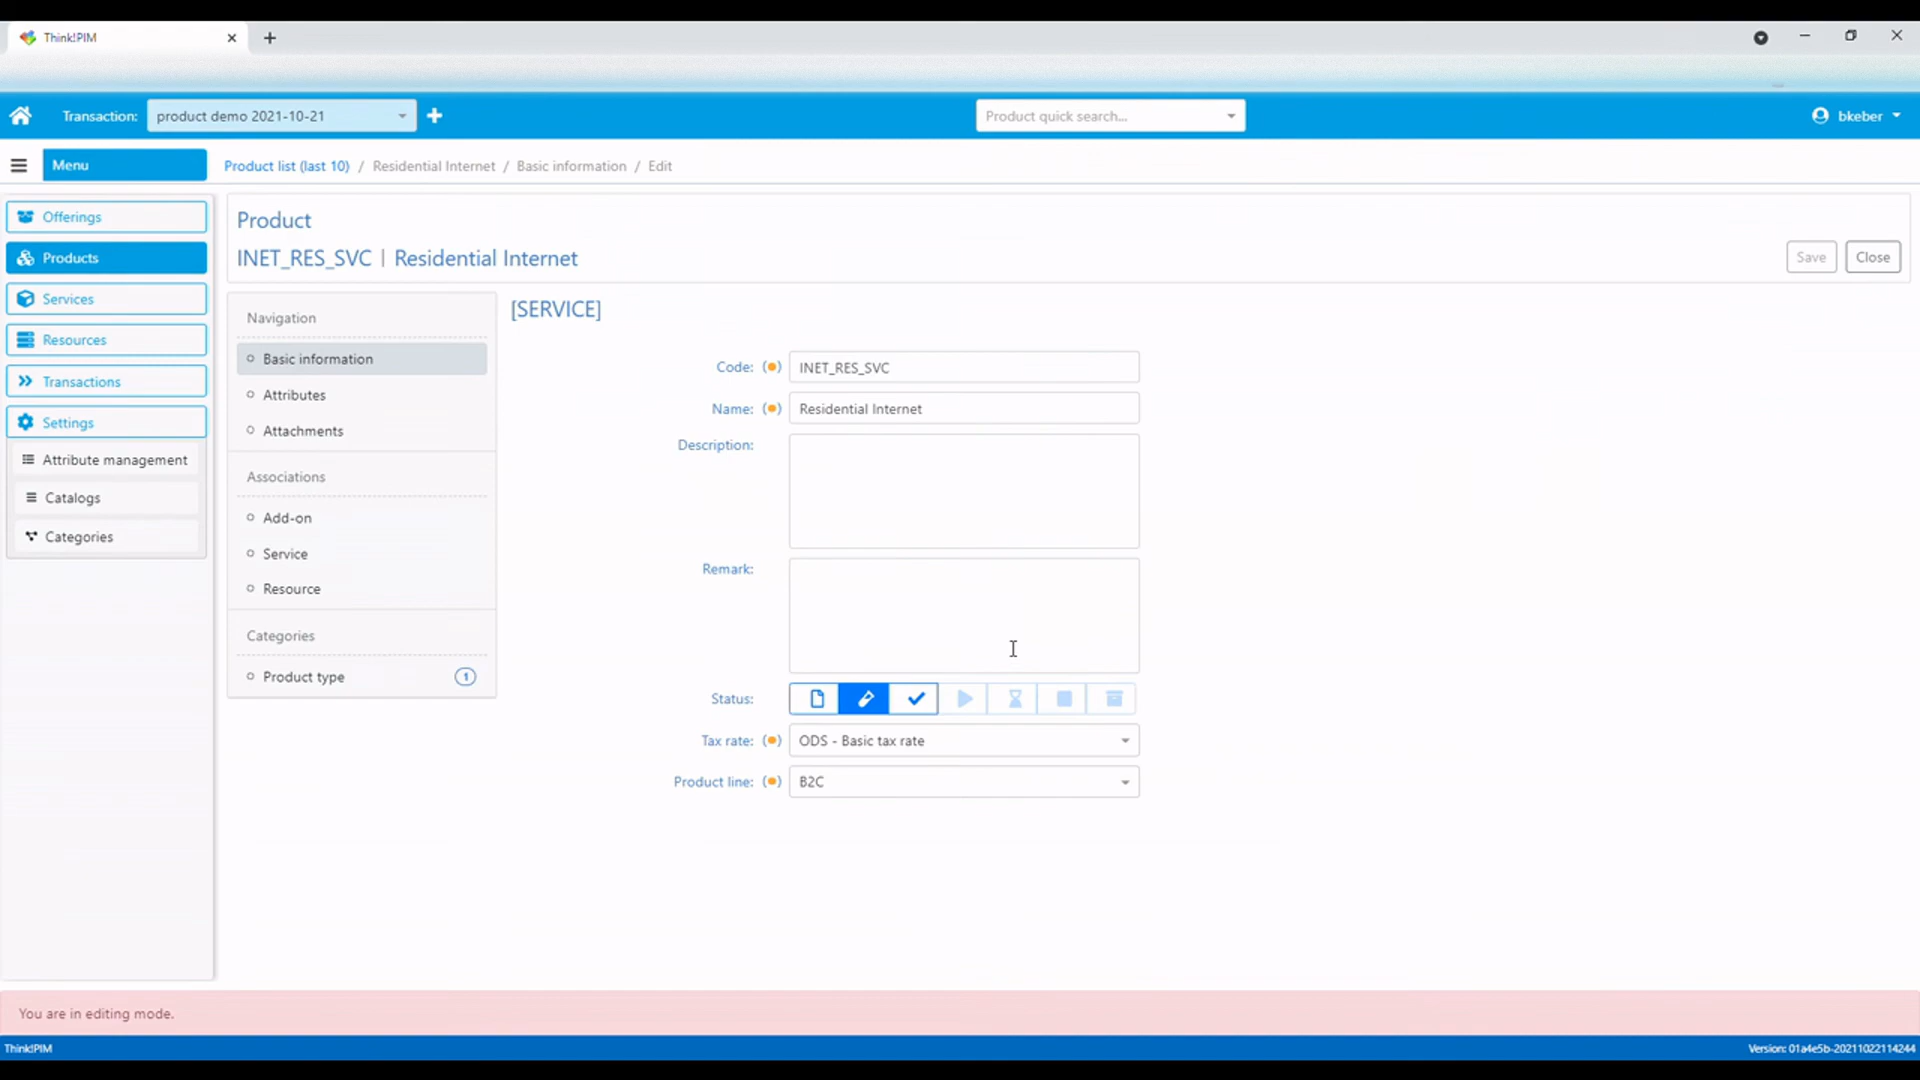 Think!PIM
Transaction: product demo 2021-10-21
Product quick search...
bkeber
Menu
Product list (last 10) / Residential Internet / Basic information / Edit
Offerings
Products
Services
Resources
Transactions
Settings
Attribute management
Catalogs
Categories
Product
INET_RES_SVC | Residential Internet
Save
Close
Navigation
Basic information
Attributes
Attachments
Associations
Add-on
Service
Resource
Categories
Product type 1
[SERVICE]
Code: INET_RES_SVC
Name: Residential Internet
Description:
Remark:
Status:
Tax rate: ODS - Basic tax rate
Product line: B2C
You are in editing mode.
Think!PIM
Version: 01a4e5b-20211022114244